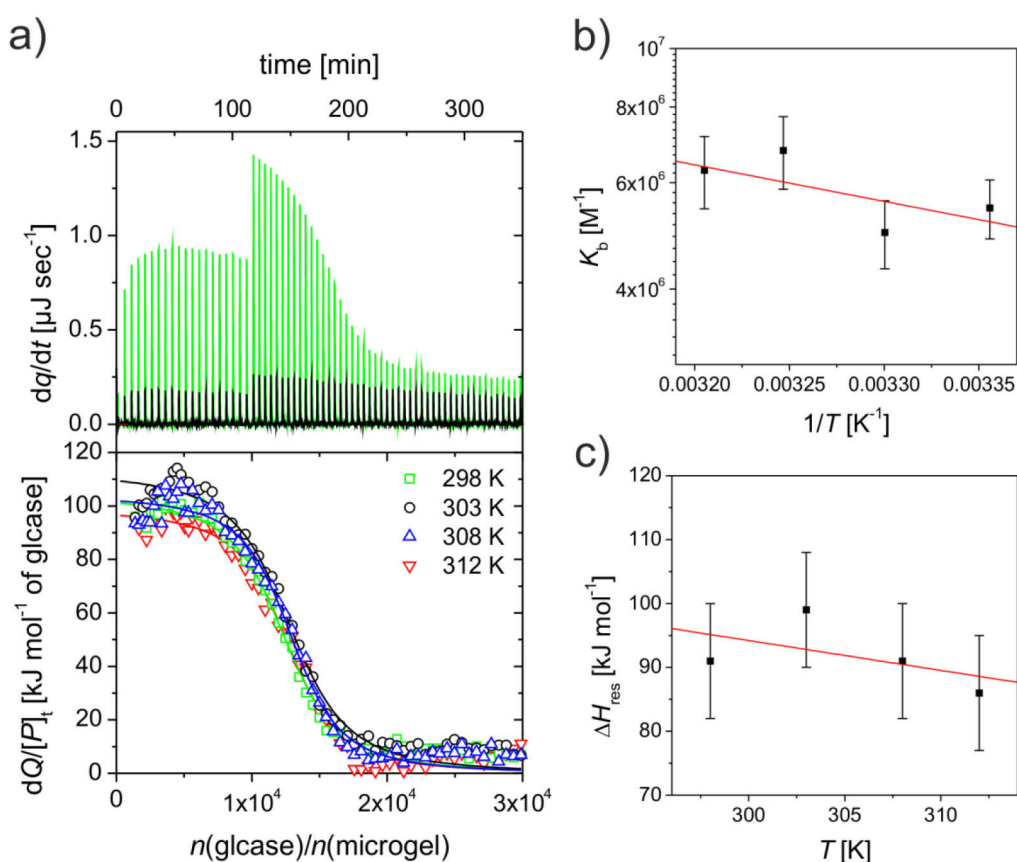 a)
time [min]
0 100 200 300
1.5
1.0
0.5
0.0
dq/dt [µJ sec⁻¹]
120
100
80
60
40
20
0
dQ/[P]t [kJ mol⁻¹ of glcase]
298 K
303 K
308 K
312 K
0 1x10⁴ 2x10⁴ 3x10⁴
n(glcase)/n(microgel)
b)
10⁷
8x10⁶
6x10⁶
4x10⁶
Kb [M⁻¹]
0.00320 0.00325 0.00330 0.00335
1/T [K⁻¹]
c)
120
110
100
90
80
70
ΔHres [kJ mol⁻¹]
300 305 310
T [K]